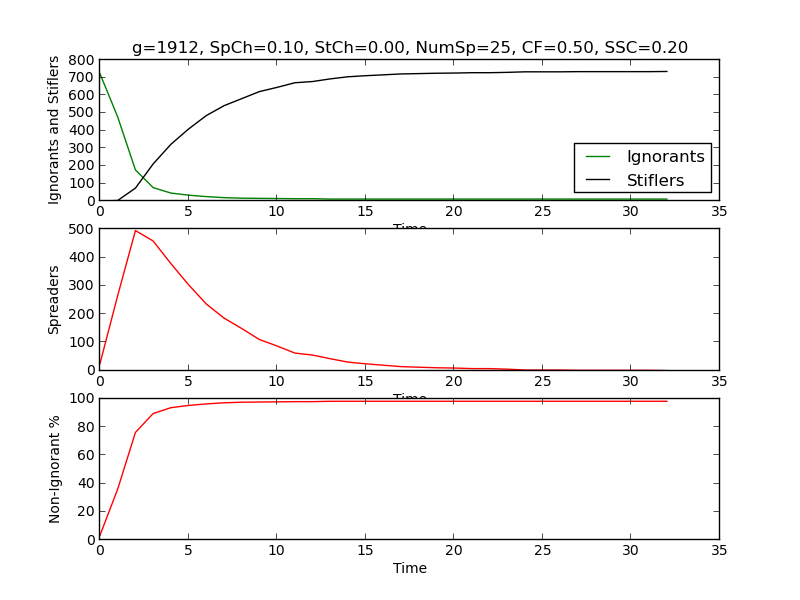 g=1912, SpCh=0.10, StCh=0.00, NumSp=25, CF=0.50, SSC=0.20
Ignorants and Stiflers
800
700
600
500
400
300
200
100
0
Ignorants
Stiflers
0 5 10 15 20 25 30 35
Time
Spreaders
500
400
300
200
100
0
0 5 10 15 20 25 30 35
Time
Non-Ignorant %
100
80
60
40
20
0
0 5 10 15 20 25 30 35
Time